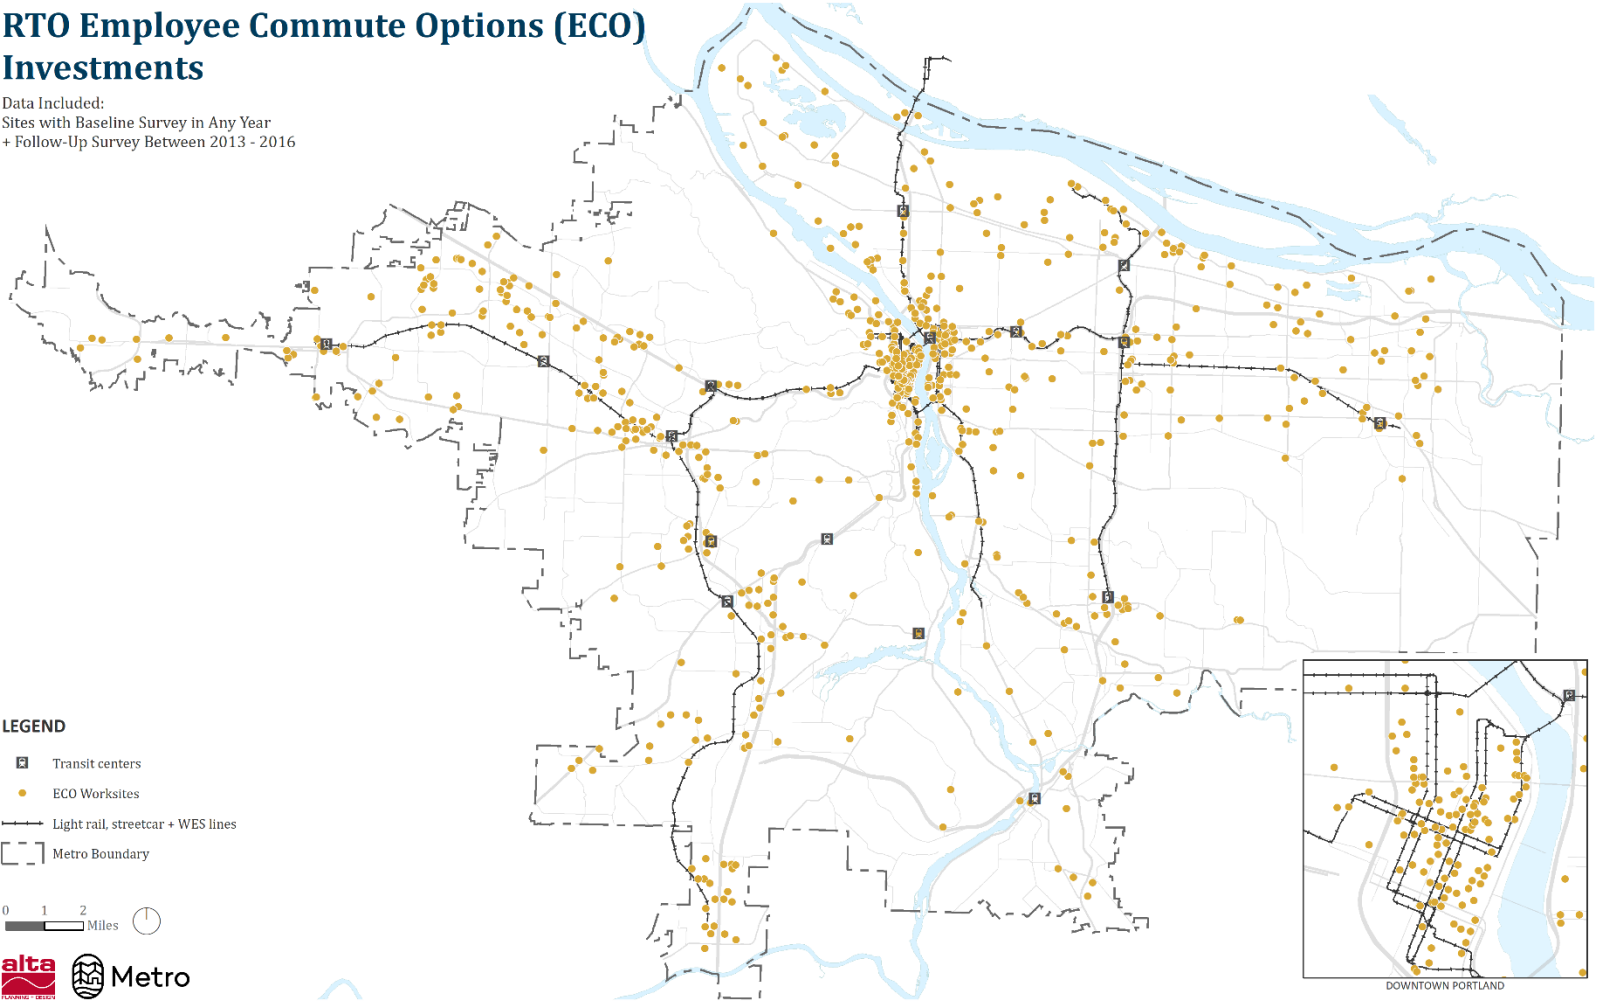 RTO Employee Commute Options (ECO)
Investments
Data Included:
Sites with Baseline Survey in Any Year
+ Follow-Up Survey Between 2013 - 2016
LEGEND
Transit centers
ECO Worksites
Light rail, streetcar + WES lines
Metro Boundary
0 1 2
Miles
alta
PLANNING + DESIGN
Metro
DOWNTOWN PORTLAND